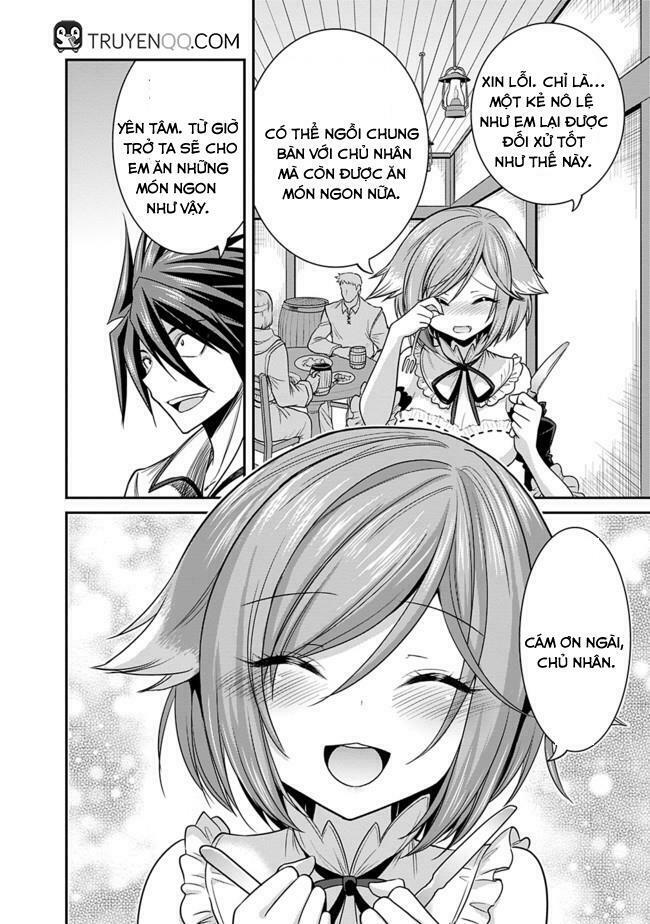 TRUYENQQ.COM
XIN LỖI. CHỈ LÀ...
MỘT KẺ NÔ LỆ
NHƯ EM LẠI ĐƯỢC
ĐỐI XỬ TỐT
NHƯ THẾ NÀY.
CÓ THỂ NGỒI CHUNG
BÀN VỚI CHỦ NHÂN
MÀ CÒN ĐƯỢC ĂN
MÓN NGON NỮA.
YÊN TÂM. TỪ GIỜ
TRỞ TA SẼ CHO
EM ĂN NHỮNG
MÓN NGON
NHƯ VẬY.
CÁM ƠN NGÀI,
CHỦ NHÂN.